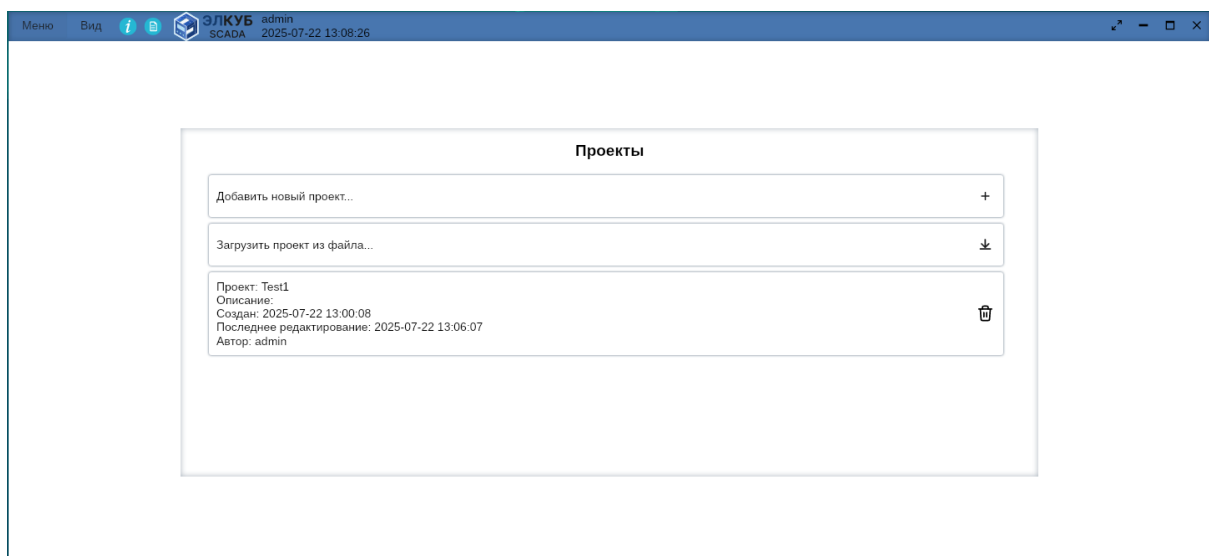 Меню Вид i ЭЛКУБ admin
SCADA 2025-07-22 13:08:26
Проекты
Добавить новый проект...
Загрузить проект из файла...
Проект: Test1
Описание:
Создан: 2025-07-22 13:00:08
Последнее редактирование: 2025-07-22 13:06:07
Автор: admin